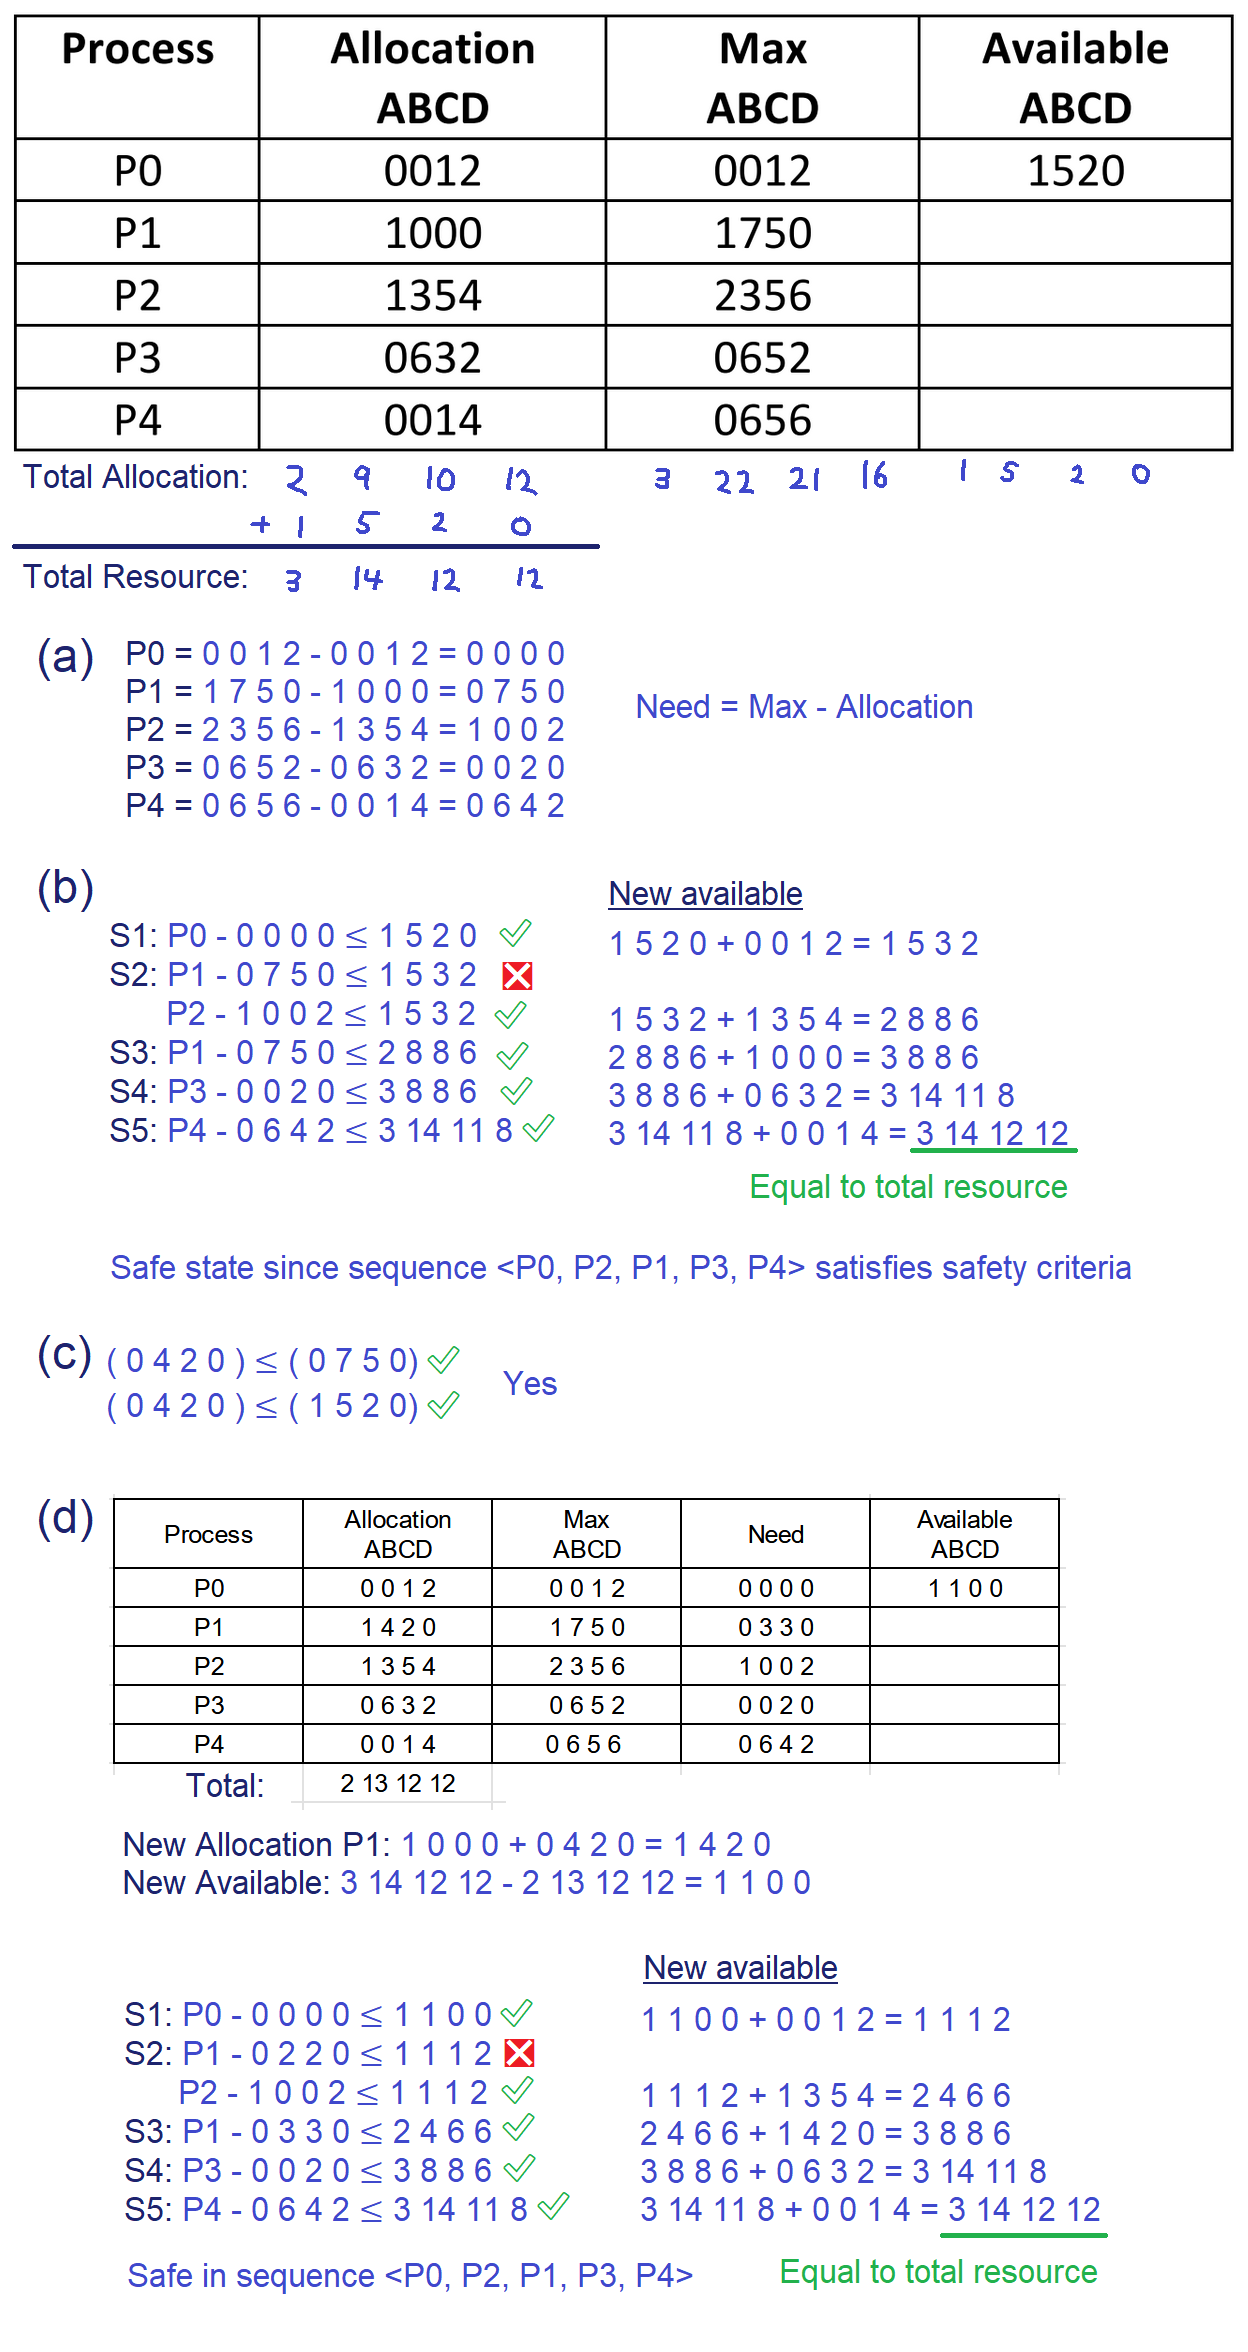 Process Allocation ABCD Max ABCD Available ABCD
P0 0012 0012 1520
P1 1000 1750
P2 1354 2356
P3 0632 0652
P4 0014 0656
Total Allocation: 2 9 10 12 3 22 21 16 1 5 2 0
+ 1 5 2 0
Total Resource: 3 14 12 12
(a) P0 = 0 0 1 2 - 0 0 1 2 = 0 0 0 0
P1 = 1 7 5 0 - 1 0 0 0 = 0 7 5 0
Need = Max - Allocation
P2 = 2 3 5 6 - 1 3 5 4 = 1 0 0 2
P3 = 0 6 5 2 - 0 6 3 2 = 0 0 2 0
P4 = 0 6 5 6 - 0 0 1 4 = 0 6 4 2
(b)
New available
S1: P0 - 0 0 0 0 ≤ 1 5 2 0 ✓ 1 5 2 0 + 0 0 1 2 = 1 5 3 2
S2: P1 - 0 7 5 0 ≤ 1 5 3 2 ❎
P2 - 1 0 0 2 ≤ 1 5 3 2 ✓ 1 5 3 2 + 1 3 5 4 = 2 8 8 6
S3: P1 - 0 7 5 0 ≤ 2 8 8 6 ✓ 2 8 8 6 + 1 0 0 0 = 3 8 8 6
S4: P3 - 0 0 2 0 ≤ 3 8 8 6 ✓ 3 8 8 6 + 0 6 3 2 = 3 14 11 8
S5: P4 - 0 6 4 2 ≤ 3 14 11 8 ✓ 3 14 11 8 + 0 0 1 4 = 3 14 12 12
Equal to total resource
Safe state since sequence <P0, P2, P1, P3, P4> satisfies safety criteria
(c) ( 0 4 2 0 ) ≤ ( 0 7 5 0) ✓
Yes
( 0 4 2 0 ) ≤ ( 1 5 2 0) ✓
(d)
Process Allocation ABCD Max ABCD Need Available ABCD
P0 0 0 1 2 0 0 1 2 0 0 0 0 1 1 0 0
P1 1 4 2 0 1 7 5 0 0 3 3 0
P2 1 3 5 4 2 3 5 6 1 0 0 2
P3 0 6 3 2 0 6 5 2 0 0 2 0
P4 0 0 1 4 0 6 5 6 0 6 4 2
Total: 2 13 12 12
New Allocation P1: 1 0 0 0 + 0 4 2 0 = 1 4 2 0
New Available: 3 14 12 12 - 2 13 12 12 = 1 1 0 0
New available
S1: P0 - 0 0 0 0 ≤ 1 1 0 0 ✓ 1 1 0 0 + 0 0 1 2 = 1 1 1 2
S2: P1 - 0 2 2 0 ≤ 1 1 1 2 ❎
P2 - 1 0 0 2 ≤ 1 1 1 2 ✓ 1 1 1 2 + 1 3 5 4 = 2 4 6 6
S3: P1 - 0 3 3 0 ≤ 2 4 6 6 ✓ 2 4 6 6 + 1 4 2 0 = 3 8 8 6
S4: P3 - 0 0 2 0 ≤ 3 8 8 6 ✓ 3 8 8 6 + 0 6 3 2 = 3 14 11 8
S5: P4 - 0 6 4 2 ≤ 3 14 11 8 ✓ 3 14 11 8 + 0 0 1 4 = 3 14 12 12
Safe in sequence <P0, P2, P1, P3, P4> Equal to total resource